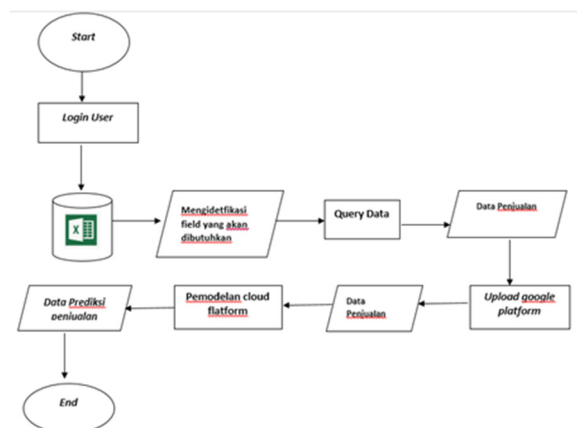 Start
Login User
X
Mengidetfikasi
field yang akan
dibutuhkan
Query Data
Data Penjualan
Upload google
platform
Data
Penjualan
Pemodelan cloud
flatform
Data Prediksi
penjualan
End